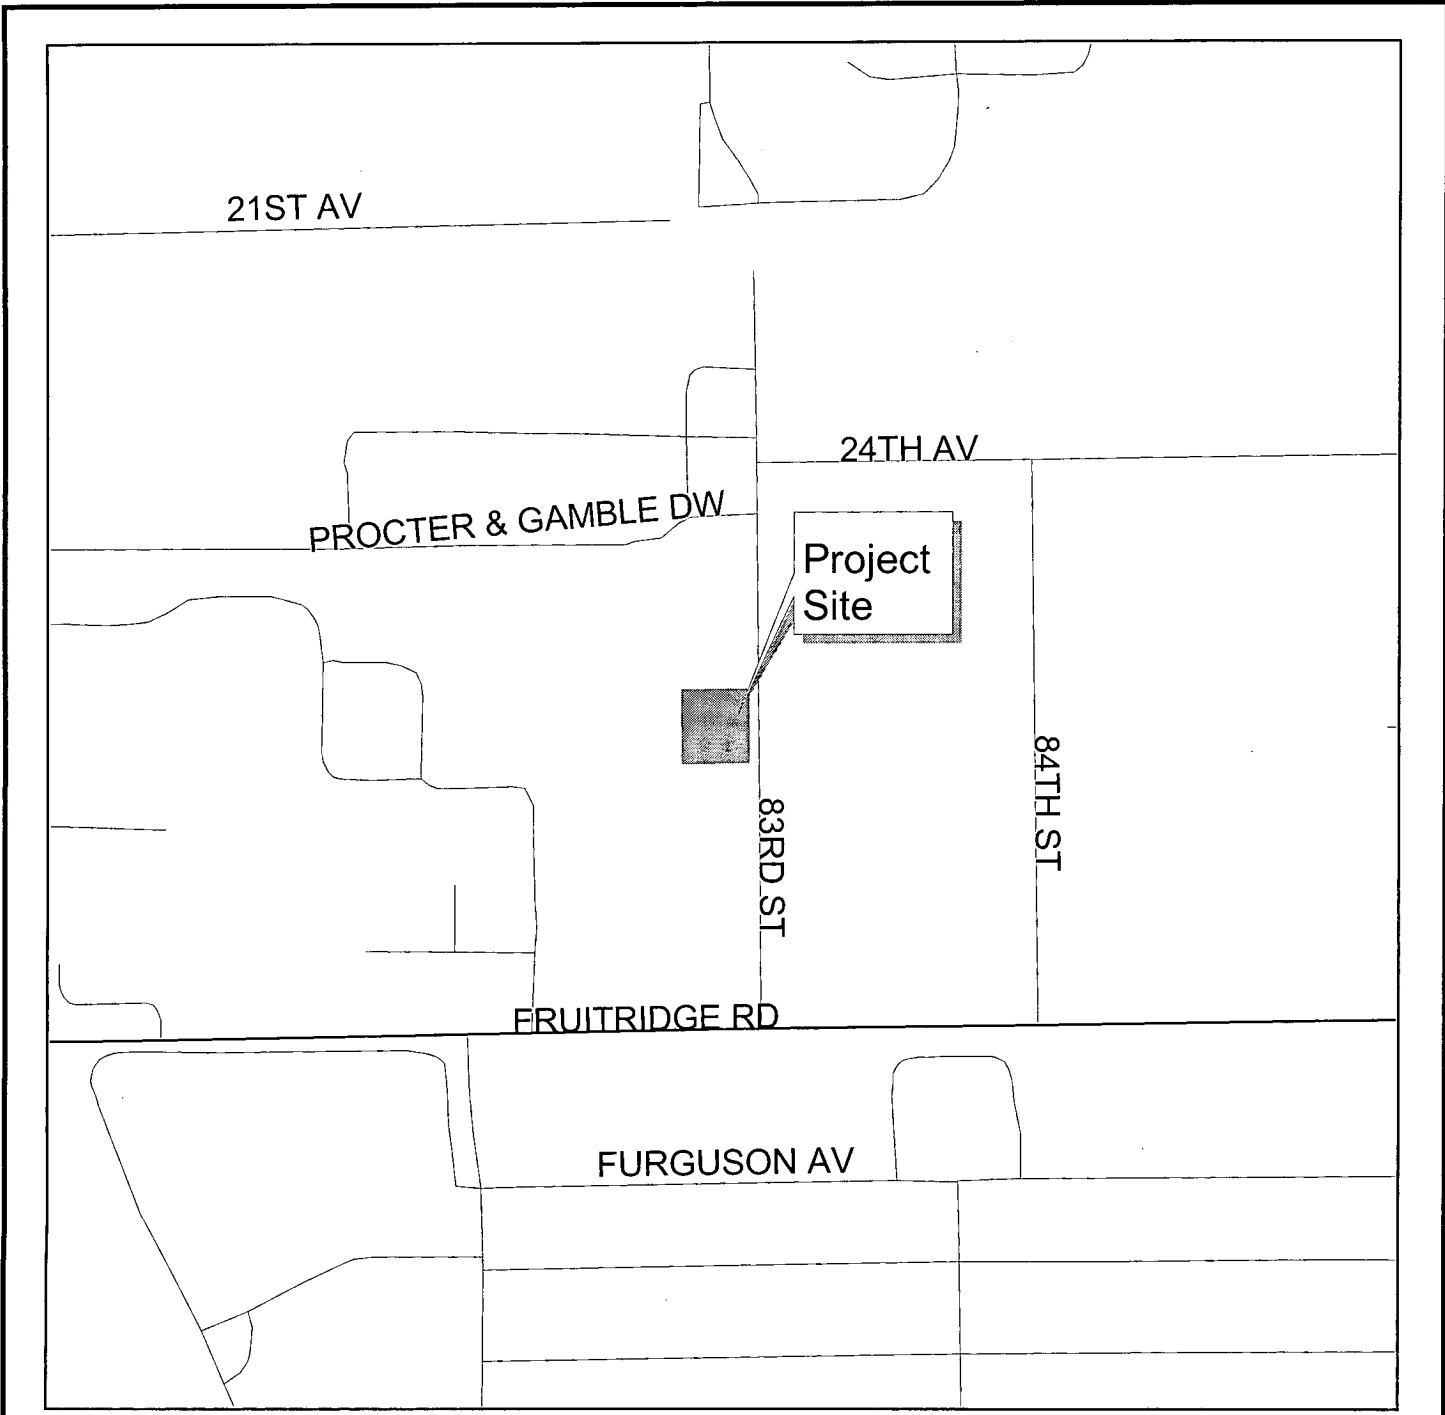 21ST AV
24TH AV
PROCTER & GAMBLE DW
Project
Site
84TH ST
83RD ST
FRUITRIDGE RD
FURGUSON AV